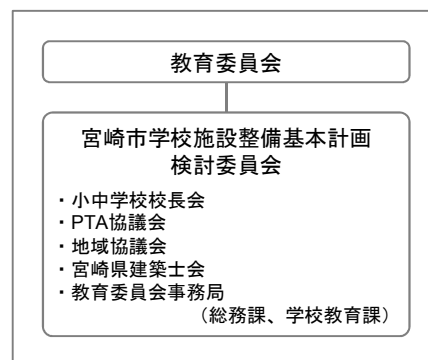 教育委員会
宮崎市学校施設整備基本計画
検討委員会
・小中学校校長会
・PTA協議会
・地域協議会
・宮崎県建築士会
・教育委員会事務局
（総務課、学校教育課）